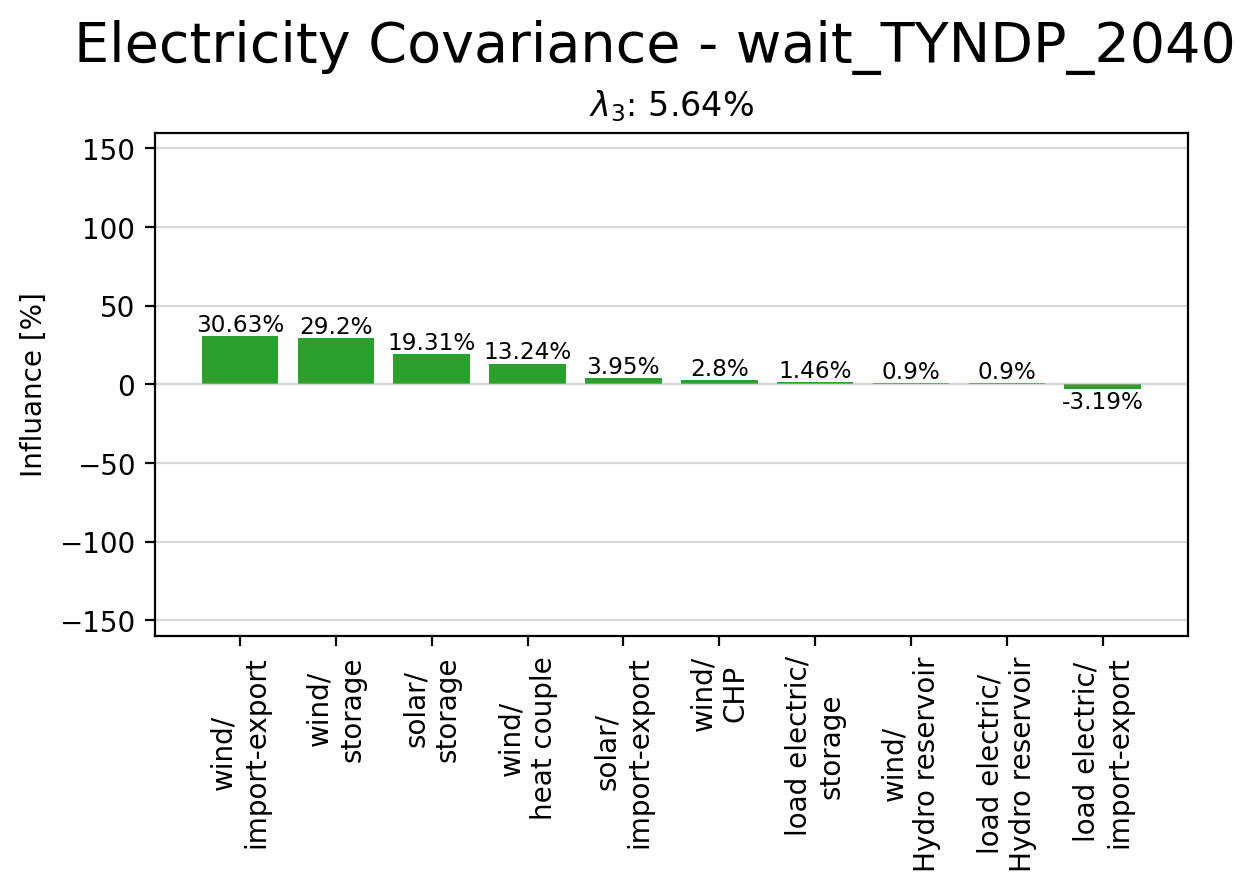 Electricity Covariance - wait_TYNDP_2040
λ3: 5.64%
Influance [%]
150
100
50
0
−50
−100
−150
30.63%
29.2%
19.31%
13.24%
3.95%
2.8%
1.46%
0.9%
0.9%
-3.19%
wind/
import-export
wind/
storage
solar/
storage
wind/
heat couple
solar/
import-export
wind/
CHP
load electric/
storage
wind/
Hydro reservoir
load electric/
Hydro reservoir
load electric/
import-export